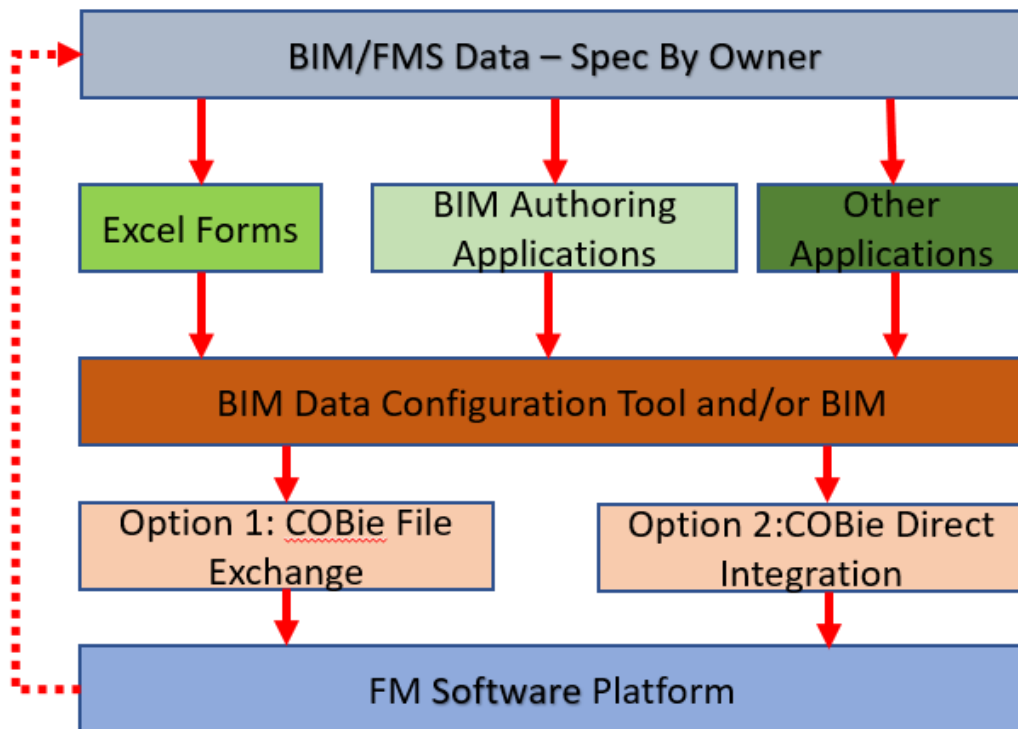 BIM/FMS Data – Spec By Owner
Excel Forms
BIM Authoring
Applications
Other
Applications
BIM Data Configuration Tool and/or BIM
Option 1: COBie File
Exchange
Option 2:COBie Direct
Integration
FM Software Platform